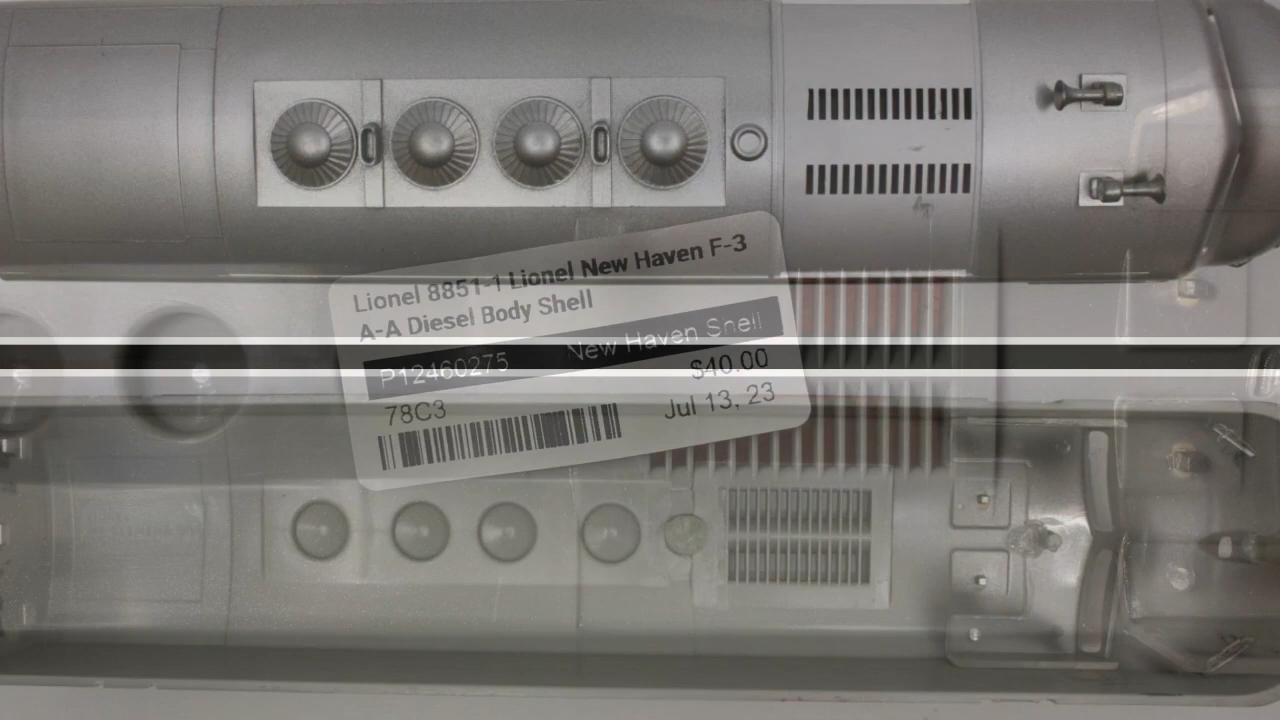 Lionel 8851-1 Lionel New Haven F-3
A-A Diesel Body Shell
P12460275 New Haven Shell
$40.00
78C3 Jul 13, 23